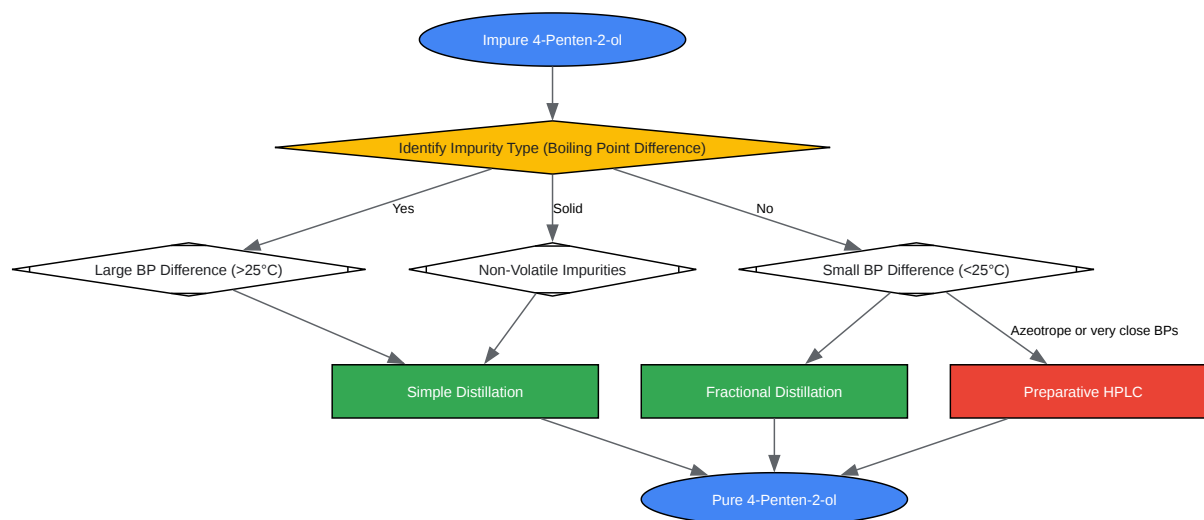 Impure 4-Penten-2-ol
Identify Impurity Type (Boiling Point Difference)
Yes
Solid
No
Large BP Difference (>25°C)
Non-Volatile Impurities
Small BP Difference (<25°C)
Azeotrope or very close BPs
Simple Distillation
Fractional Distillation
Preparative HPLC
Pure 4-Penten-2-ol